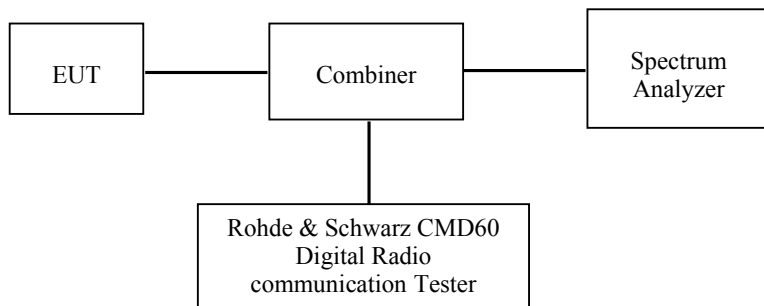 EUT
Combiner
Spectrum
Analyzer
Rohde & Schwarz CMD60
Digital Radio
communication Tester